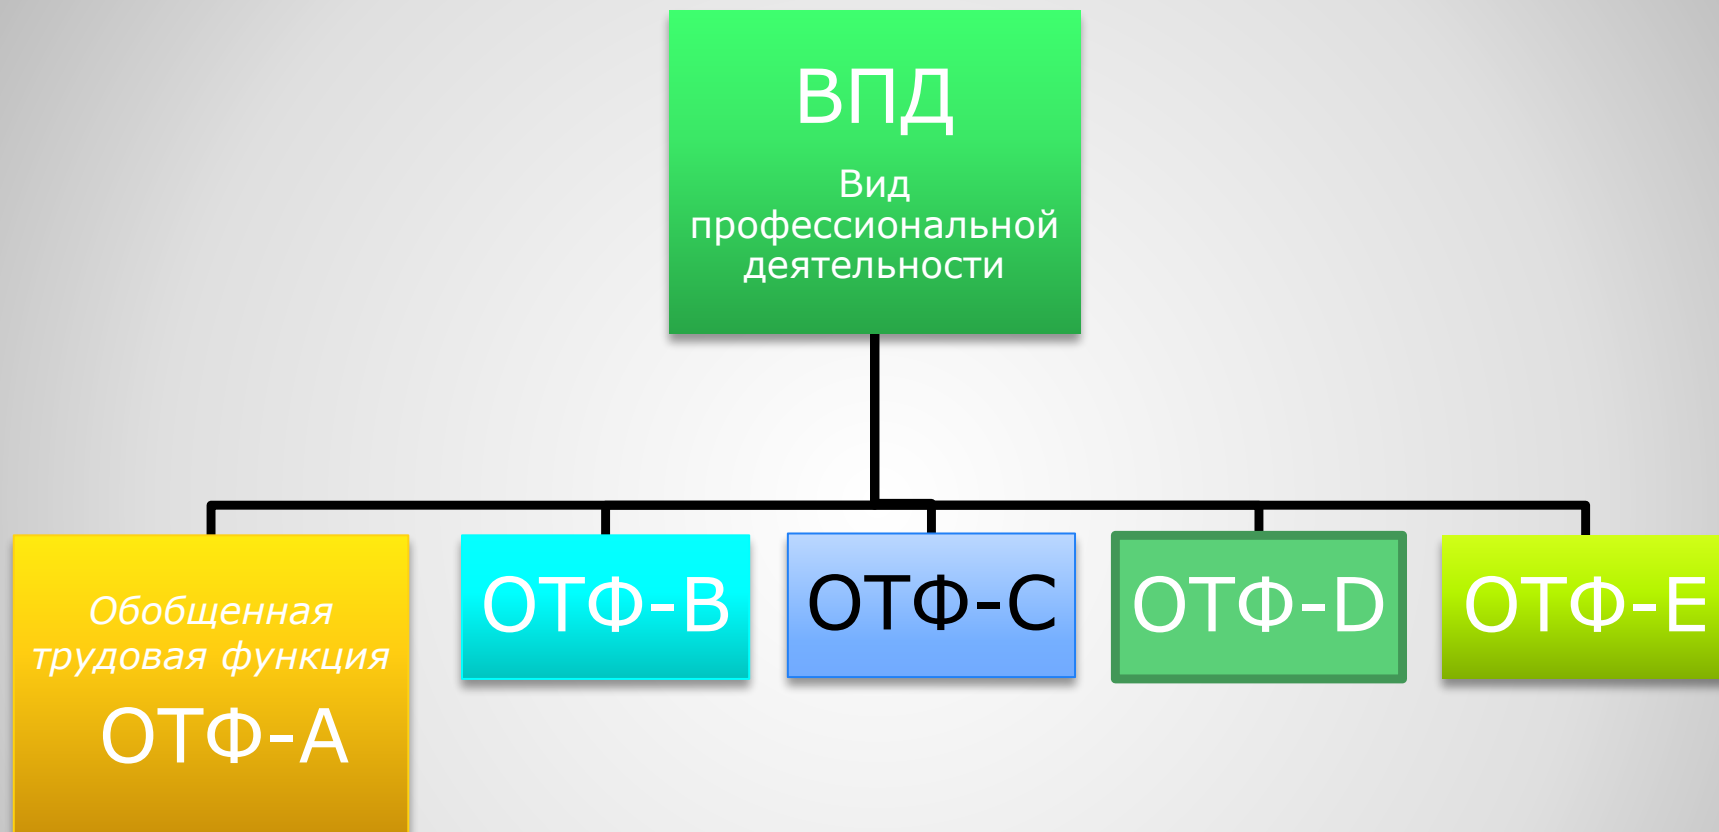 ВПД
Вид
профессиональной
деятельности
Обобщенная
трудовая функция
ОТФ-А
ОТФ-В
ОТФ-С
ОТФ-D
ОТФ-Е